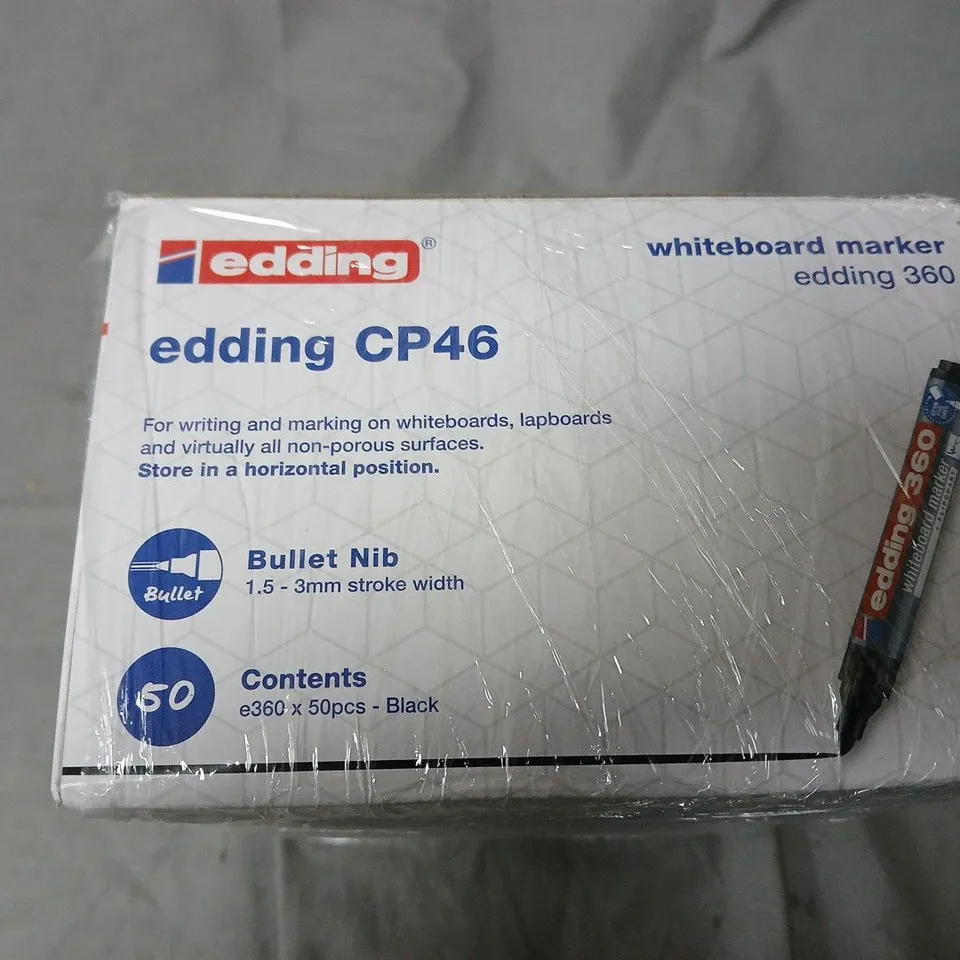 edding®
whiteboard marker
edding 360
edding CP46
For writing and marking on whiteboards, lapboards
and virtually all non-porous surfaces.
Store in a horizontal position.
Bullet
Bullet Nib
1.5 - 3mm stroke width
50
Contents
e360 x 50pcs - Black
edding 360
whiteboard marker